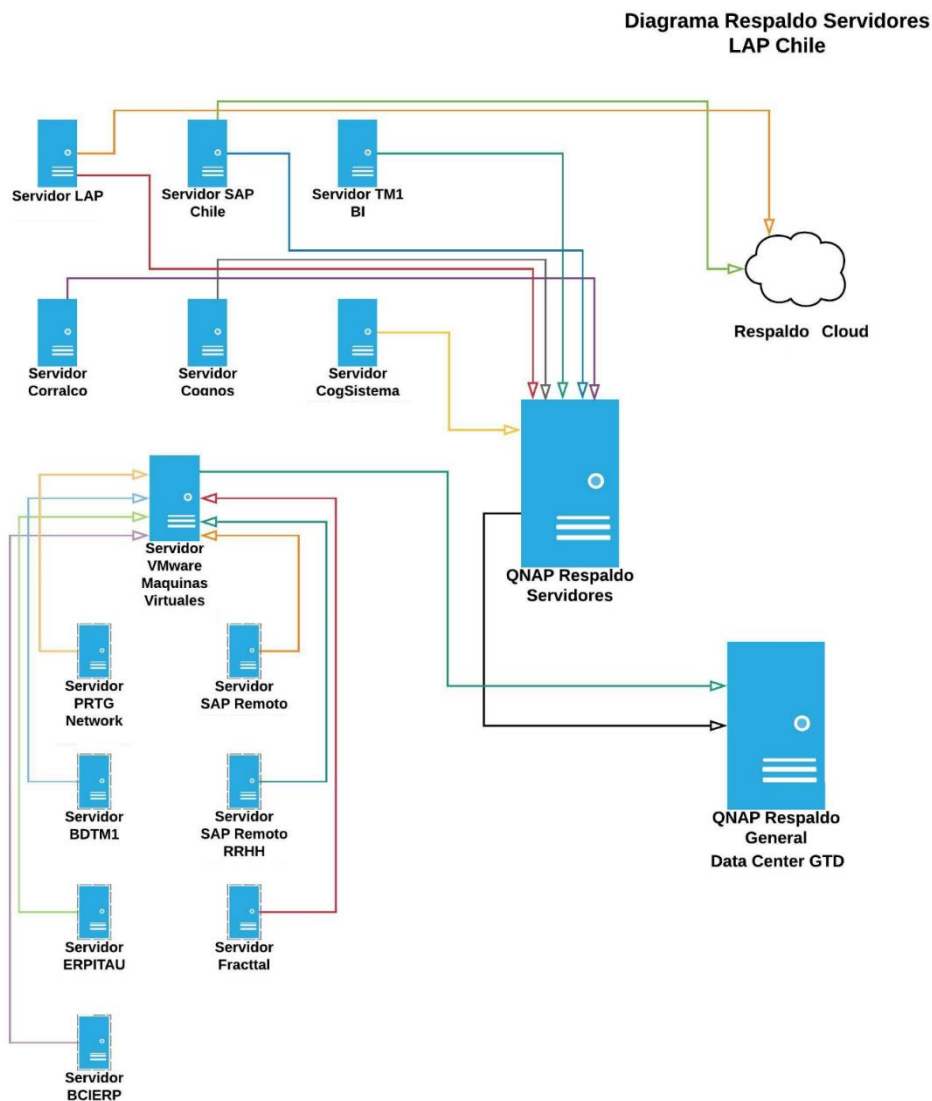 Diagrama Respaldo Servidores
LAP Chile
Servidor LAP
Servidor SAP
Chile
Servidor TM1
BI
Respaldo Cloud
Servidor
Corralco
Servidor
Cognos
Servidor
CogSistema
Servidor
VMware
Maquinas
Virtuales
QNAP Respaldo
Servidores
Servidor
PRTG
Network
Servidor
SAP Remoto
Servidor
BDTM1
Servidor
SAP Remoto
RRHH
QNAP Respaldo
General
Data Center GTD
Servidor
ERPITAU
Servidor
Fracttal
Servidor
BCIERP